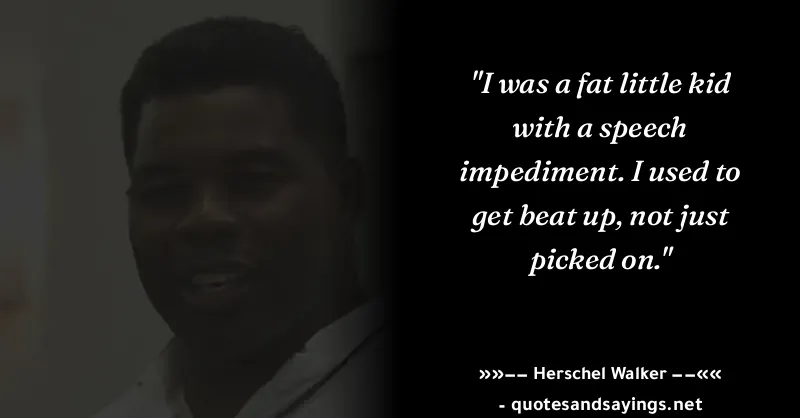 "I was a fat little kid
with a speech
impediment. I used to
get beat up, not just
picked on."
»»−− Herschel Walker −−««
- quotesandsayings.net